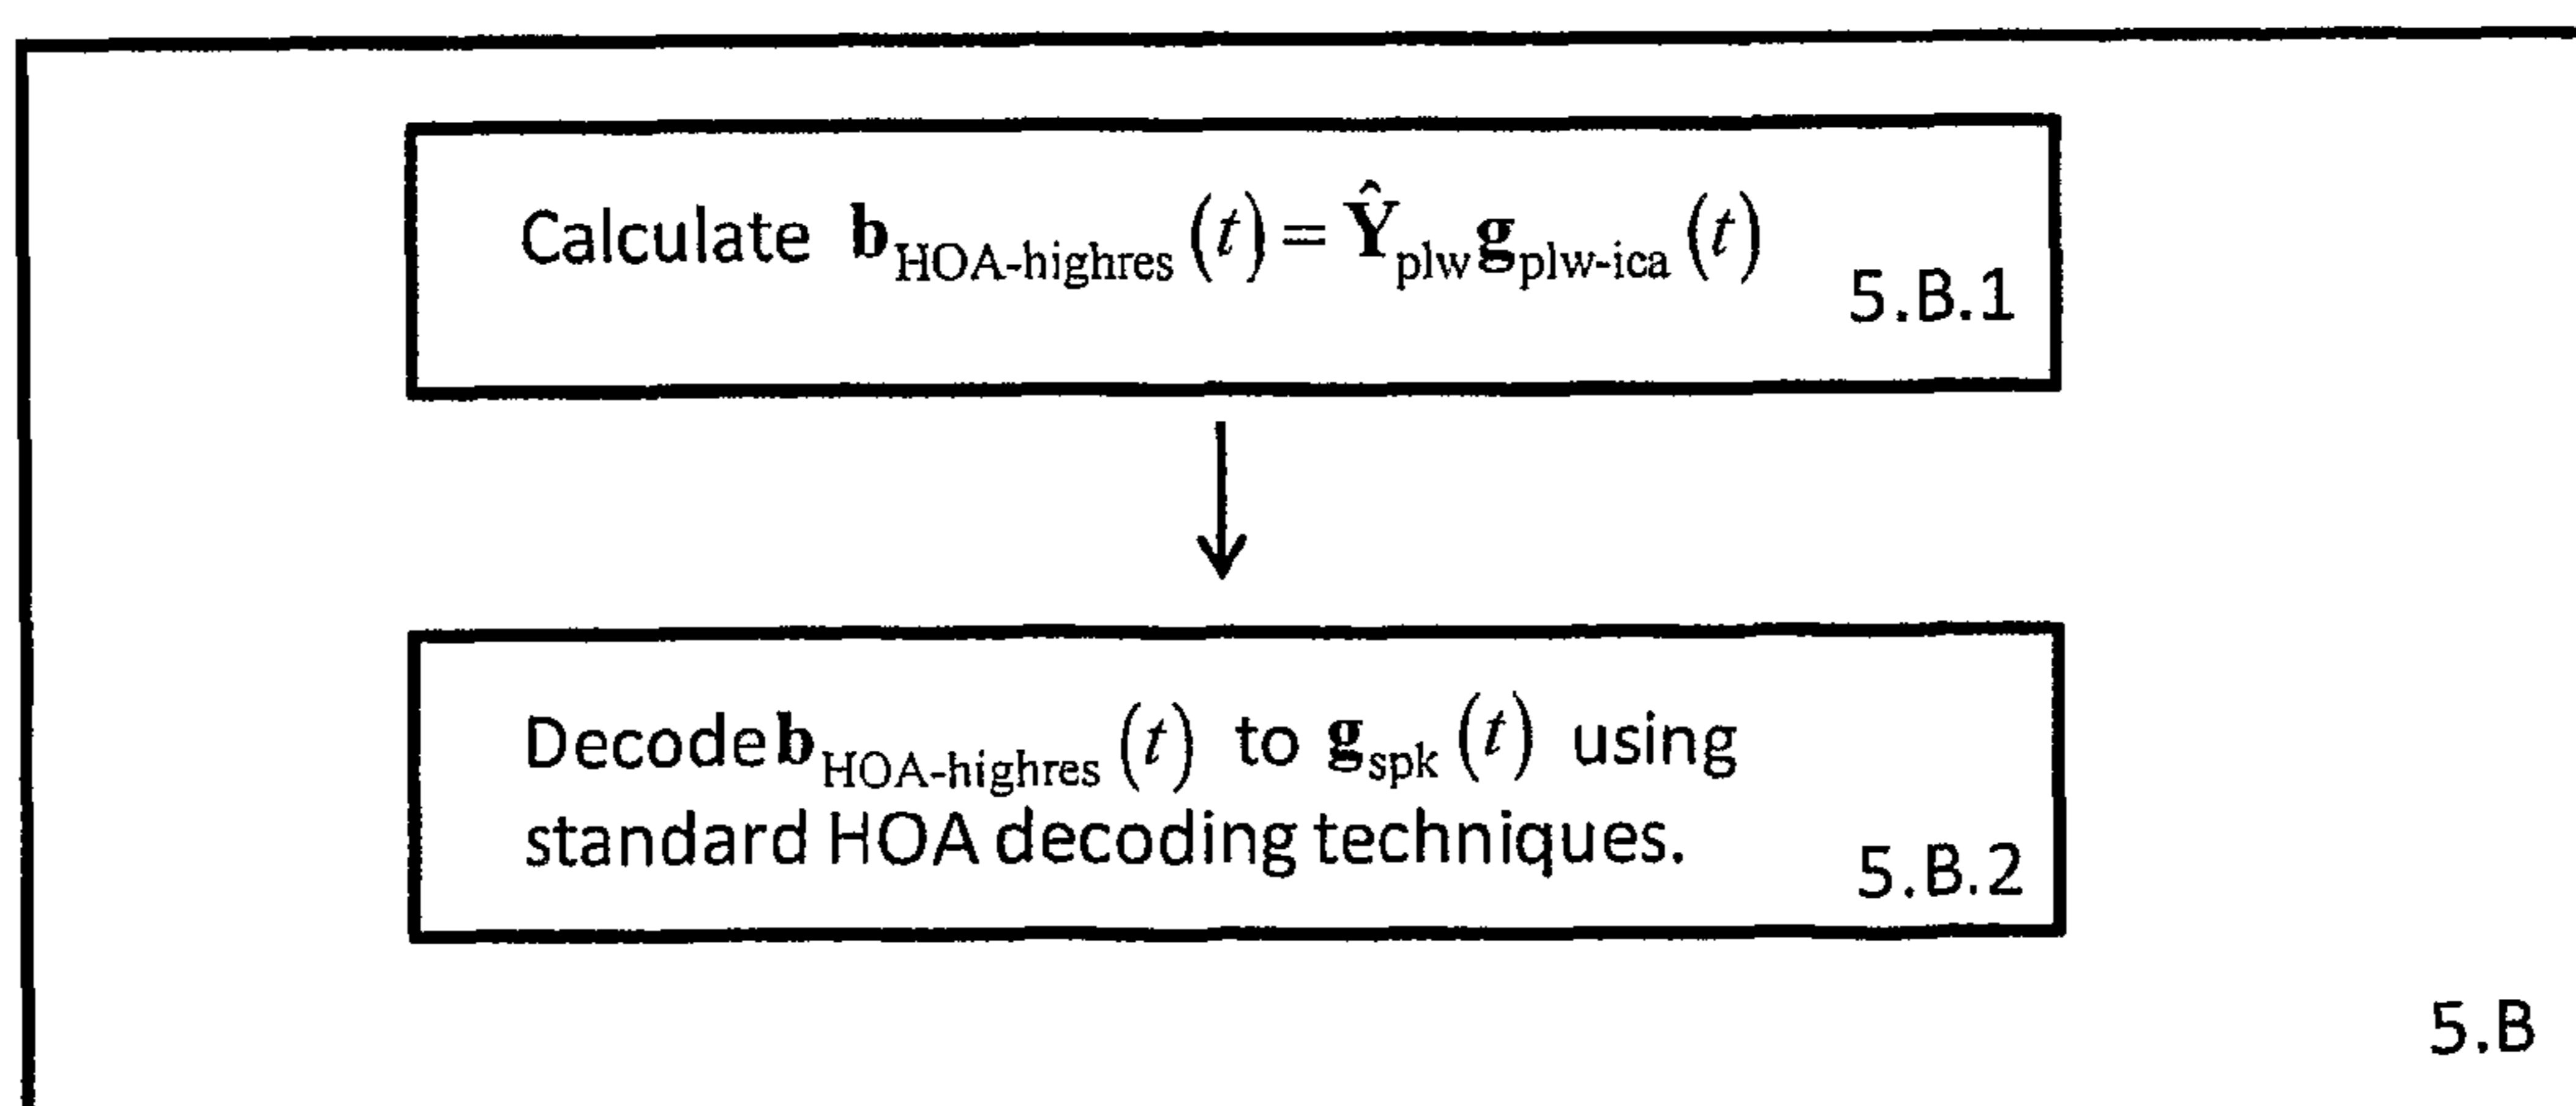 Calculate b_HOA-highres (t) = Ŷ_plw g_plw-ica (t)
5.B.1
Decode b_HOA-highres (t) to g_spk (t) using
standard HOA decoding techniques.
5.B.2
5.B